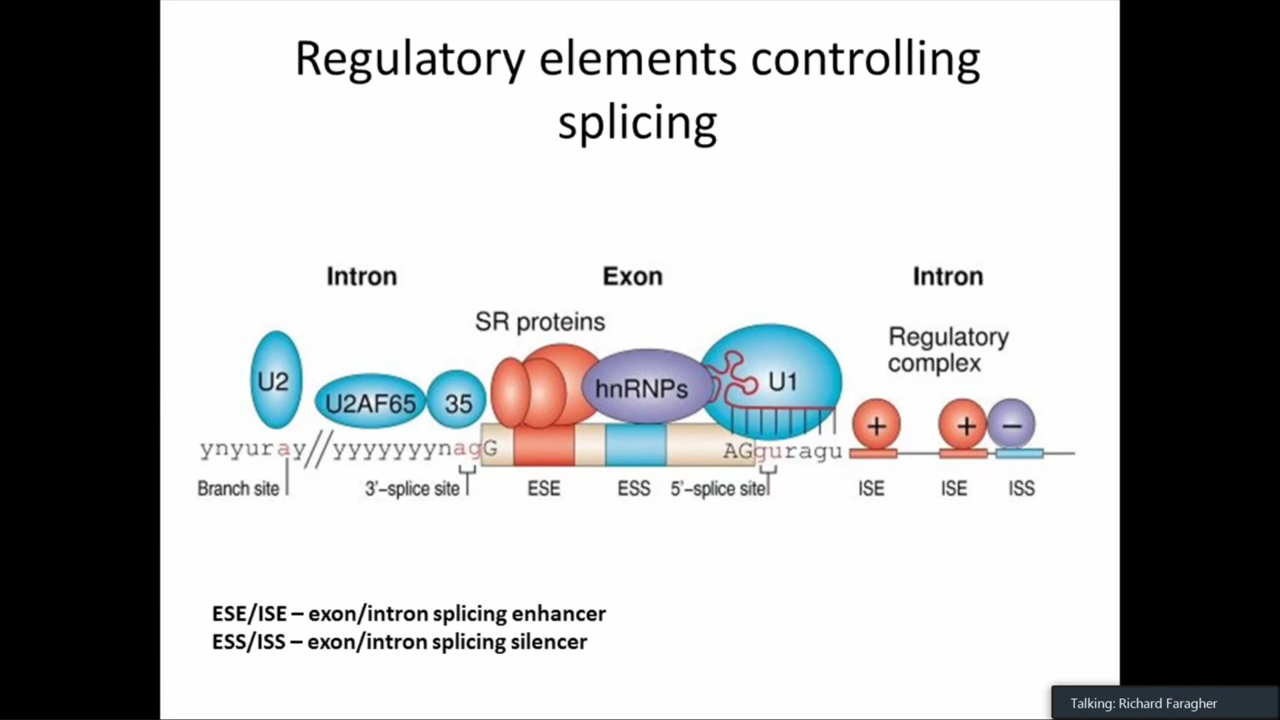 Regulatory elements controlling
splicing
Intron
Exon
Intron
SR proteins
Regulatory
complex
U2
U2AF65
35
hnRNPs
U1
+
+
−
ynyuray//yyyyyyynagG
AGguragu
Branch site
3'–splice site
ESE
ESS
5'–splice site
ISE
ISE
ISS
ESE/ISE – exon/intron splicing enhancer
ESS/ISS – exon/intron splicing silencer
Talking: Richard Faragher